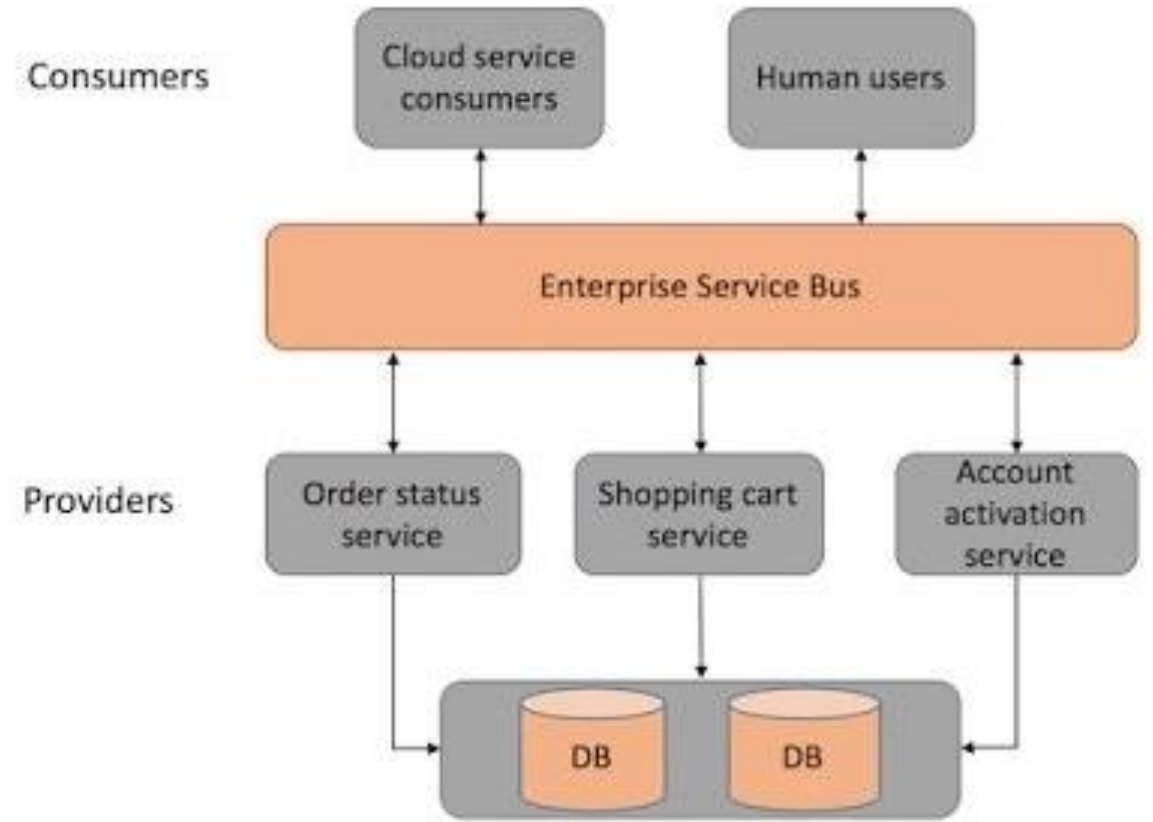 Consumers
Cloud service
consumers
Human users
Enterprise Service Bus
Providers
Order status
service
Shopping cart
service
Account
activation
service
DB
DB